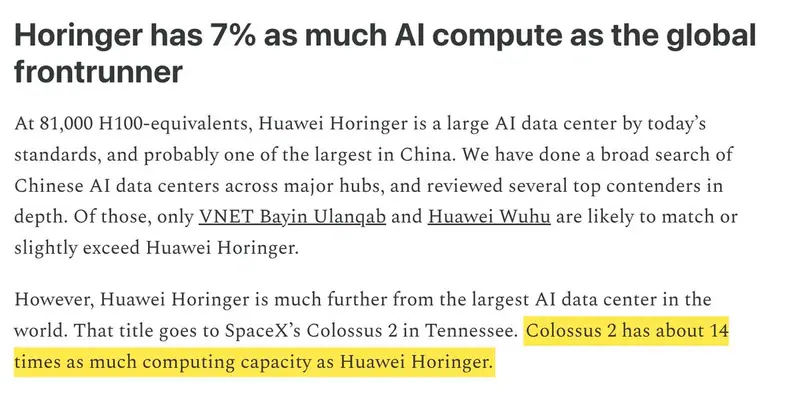 Horinger has 7% as much AI compute as the global
frontrunner
At 81,000 H100-equivalents, Huawei Horinger is a large AI data center by today’s
standards, and probably one of the largest in China. We have done a broad search of
Chinese AI data centers across major hubs, and reviewed several top contenders in
depth. Of those, only VNET Bayin Ulanqab and Huawei Wuhu are likely to match or
slightly exceed Huawei Horinger.
However, Huawei Horinger is much further from the largest AI data center in the
world. That title goes to SpaceX’s Colossus 2 in Tennessee. Colossus 2 has about 14
times as much computing capacity as Huawei Horinger.